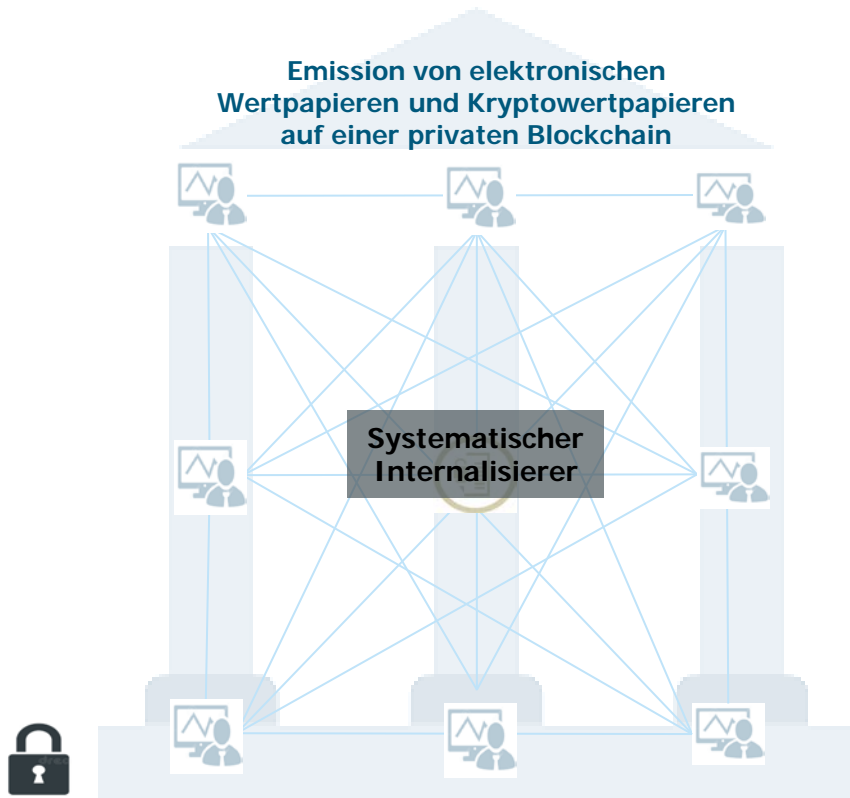 Emission von elektronischen
Wertpapieren und Kryptowertpapieren
auf einer privaten Blockchain
Systematischer
Internalisierer